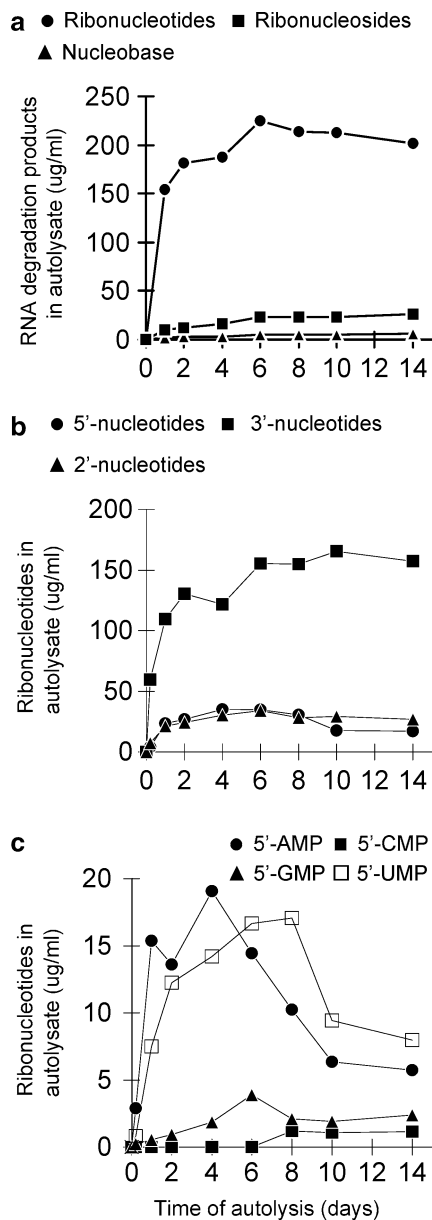 a
Ribonucleotides Ribonucleosides
Nucleobase
RNA degradation products
in autolysate (ug/ml)
250
200
150
100
50
0
0 2 4 6 8 10 12 14
b
5'-nucleotides 3'-nucleotides
2'-nucleotides
Ribonucleotides in
autolysate (ug/ml)
200
150
100
50
0
0 2 4 6 8 10 12 14
c
5'-AMP 5'-CMP
5'-GMP 5'-UMP
Ribonucleotides in
autolysate (ug/ml)
20
15
10
5
0
0 2 4 6 8 10 12 14
Time of autolysis (days)